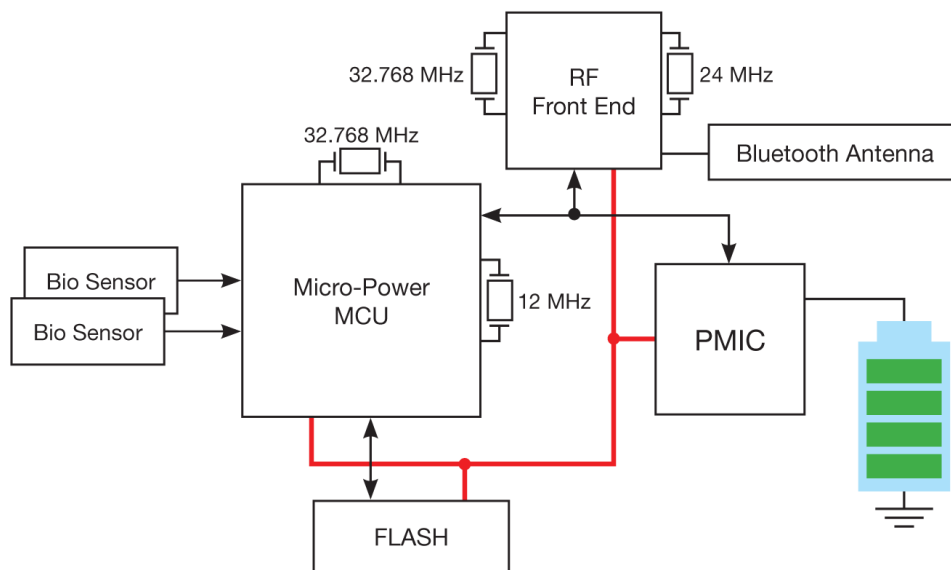 32.768 MHz
RF
Front End
24 MHz
32.768 MHz
Bluetooth Antenna
Bio Sensor
Bio Sensor
Micro-Power
MCU
12 MHz
PMIC
FLASH